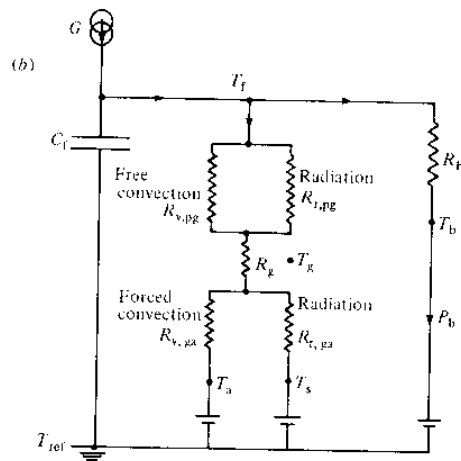 G
(b)
T_f
C_f
Free convection R_v,pg
Radiation R_r,pg
T_b
R_g
T_g
Forced convection R_v,ga
Radiation R_r,ga
P_b
T_a
T_s
T_ref